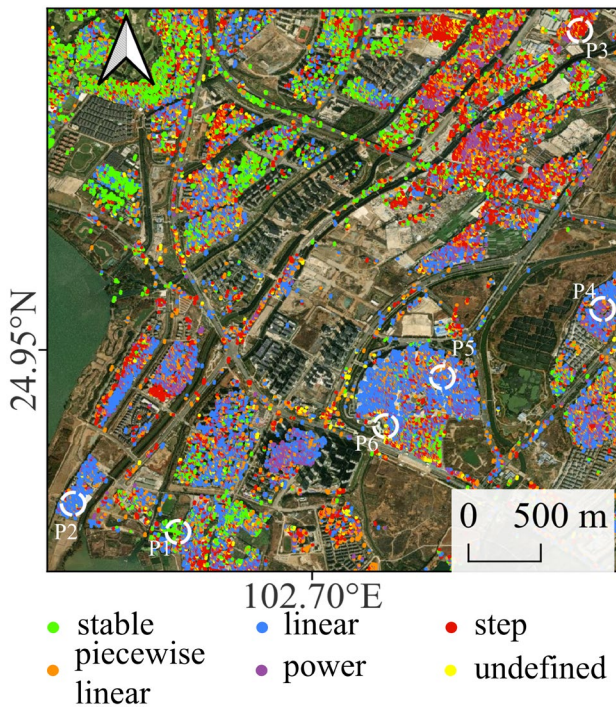 P3
P4
24.95°N
P5
P6
P2
P1
0 500 m
102.70°E
stable
linear
step
piecewise
linear
power
undefined